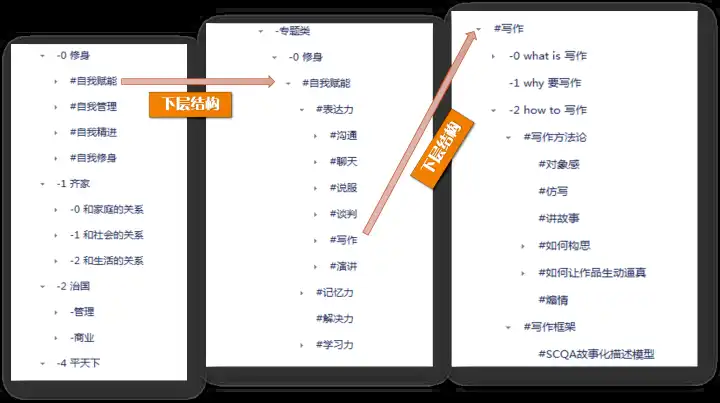 -0 修身
#自我赋能
#自我管理
#自我精进
#自我修身
-1 齐家
-0 和家庭的关系
-1 和社会的关系
-2 和生活的关系
-2 治国
-管理
-商业
-4 平天下
下层结构
-专题类
-0 修身
#自我赋能
#表达力
#沟通
#聊天
#说服
#谈判
#写作
#演讲
#记忆力
#解决力
#学习力
下层结构
#写作
-0 what is 写作
-1 why 要写作
-2 how to 写作
#写作方法论
#对象感
#仿写
#讲故事
#如何构思
#如何让作品生动逼真
#煽情
#写作框架
#SCQA故事化描述模型